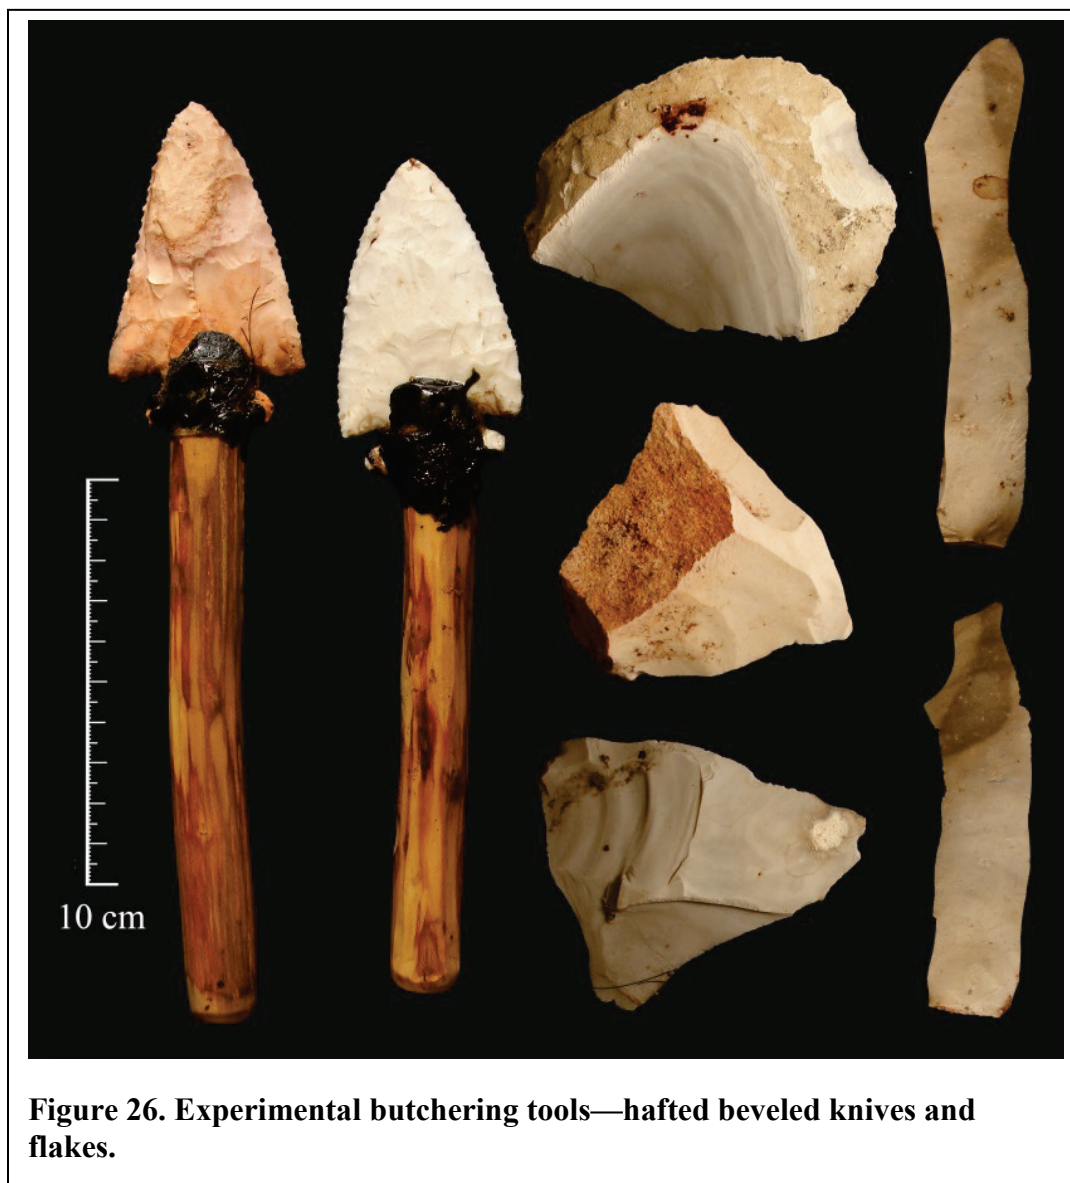 10 cm
Figure 26. Experimental butchering tools—hafted beveled knives and
flakes.